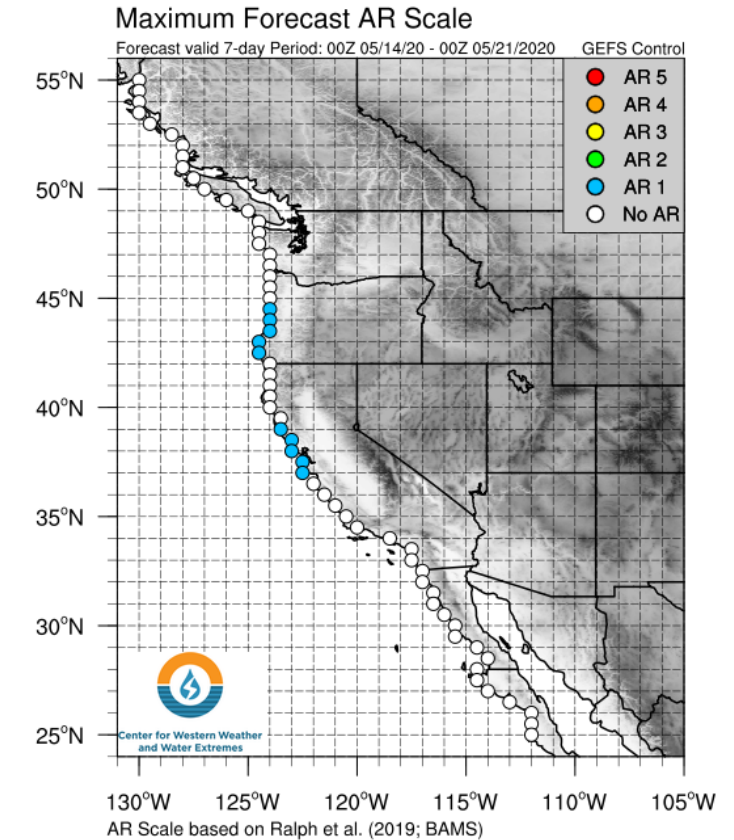 Maximum Forecast AR Scale
Forecast valid 7-day Period: 00Z 05/14/20 - 00Z 05/21/2020 GEFS Control
AR 5
AR 4
AR 3
AR 2
AR 1
No AR
55°N
50°N
45°N
40°N
35°N
30°N
25°N
Center for Western Weather
and Water Extremes
130°W 125°W 120°W 115°W 110°W 105°W
AR Scale based on Ralph et al. (2019; BAMS)